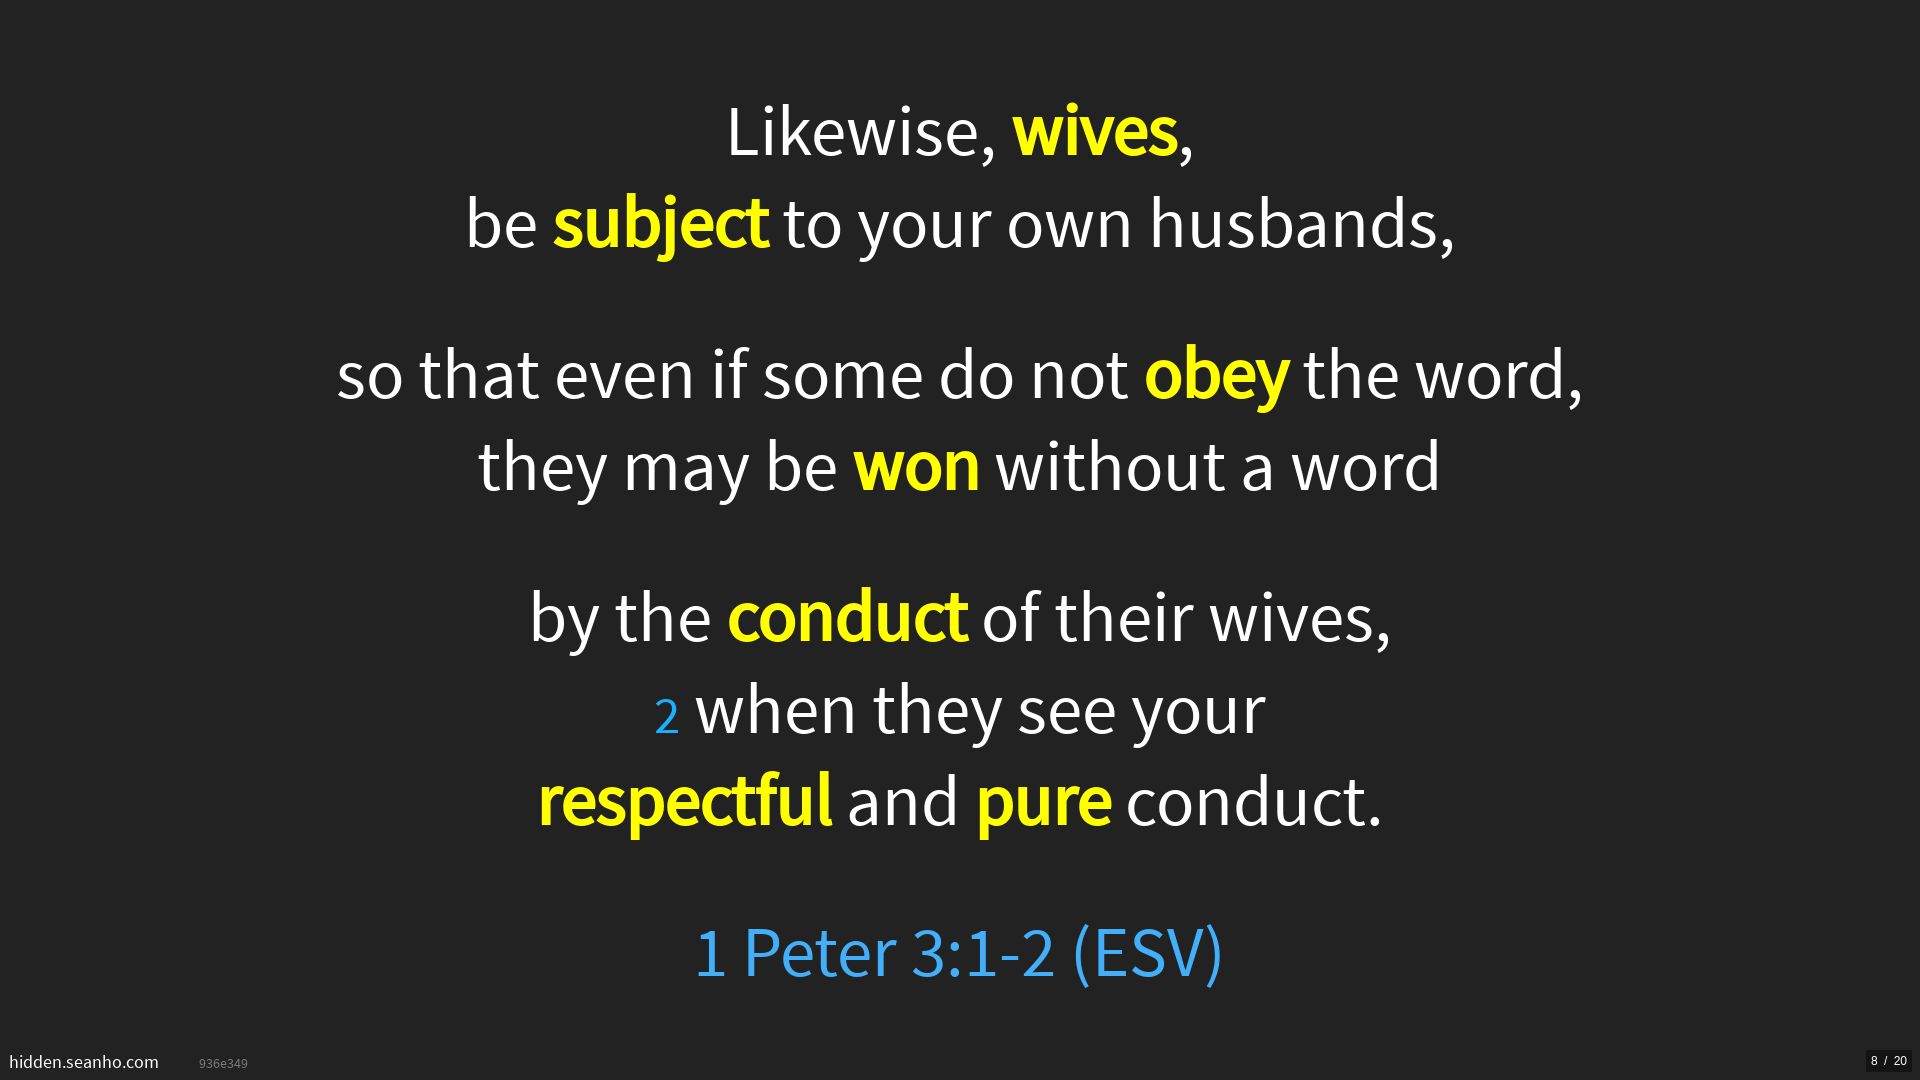 Likewise, wives,
be subject to your own husbands,
so that even if some do not obey the word,
they may be won without a word
by the conduct of their wives,
2 when they see your
respectful and pure conduct.
1 Peter 3:1-2 (ESV)
hidden.seanho.com 936e349
8 / 20